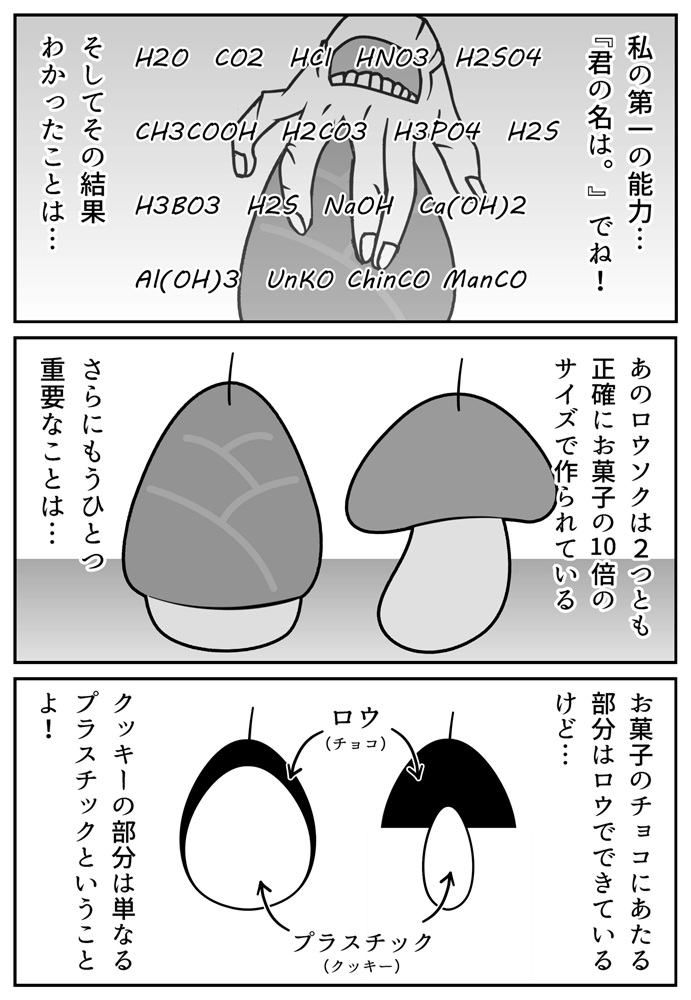 私の第一の能力…
『君の名は。』でね！
H2O CO2 HCl HNO3 H2SO4
CH3COOH H2CO3 H3PO4 H2S
H3BO3 H2S NaOH Ca(OH)2
Al(OH)3 UnKO ChinCO ManCO
そしてその結果
わかったことは…
あのロウソクは２つとも
正確にお菓子の10倍の
サイズで作られている
さらにもうひとつ
重要なことは…
お菓子のチョコにあたる
部分はロウでできている
けど…
ロウ
（チョコ）
プラスチック
（クッキー）
クッキーの部分は単なる
プラスチックということ
よ！